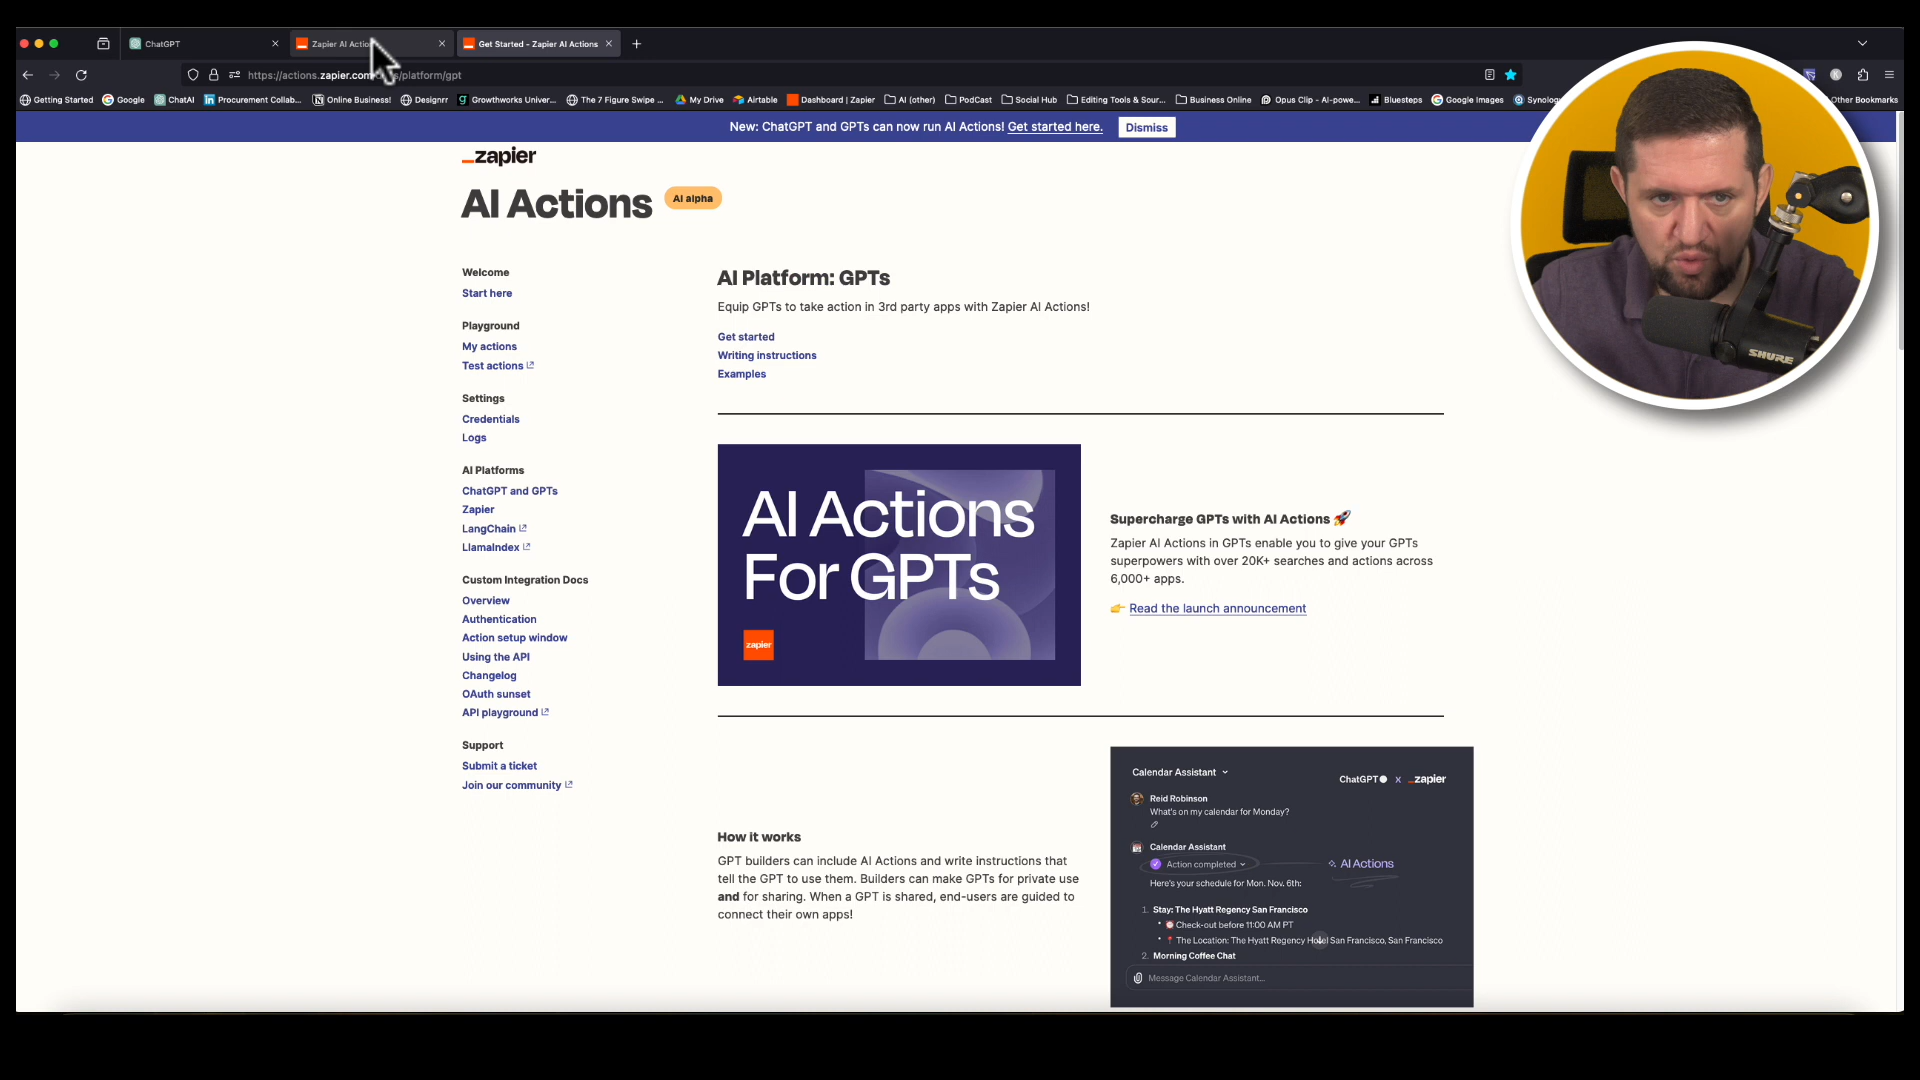 ChatGPT
Zapier AI Actio
Get Started - Zapier AI Actions
https://actions.zapier.com
/platform/gpt
Getting Started
Google
ChatAI
Procurement Collab...
Online Business!
Designrr
Growthworks Univer...
The 7 Figure Swipe ...
My Drive
Airtable
Dashboard | Zapier
AI (other)
PodCast
Social Hub
Editing Tools & Sour...
Business Online
Opus Clip - AI-powe...
Bluesteps
Google Images
Synolog
Other Bookmarks
New: ChatGPT and GPTs can now run AI Actions! Get started here.
Dismiss
zapier
AI Actions
AI alpha
Welcome
Start here
Playground
My actions
Test actions
Settings
Credentials
Logs
AI Platforms
ChatGPT and GPTs
Zapier
LangChain
LlamaIndex
Custom Integration Docs
Overview
Authentication
Action setup window
Using the API
Changelog
OAuth sunset
API playground
Support
Submit a ticket
Join our community
AI Platform: GPTs
Equip GPTs to take action in 3rd party apps with Zapier AI Actions!
Get started
Writing instructions
Examples
AI Actions
For GPTs
zapier
Supercharge GPTs with AI Actions 🚀
Zapier AI Actions in GPTs enable you to give your GPTs
superpowers with over 20K+ searches and actions across
6,000+ apps.
👉 Read the launch announcement
How it works
GPT builders can include AI Actions and write instructions that
tell the GPT to use them. Builders can make GPTs for private use
and for sharing. When a GPT is shared, end-users are guided to
connect their own apps!
Calendar Assistant
ChatGPT x zapier
Reid Robinson
What's on my calendar for Monday?
Calendar Assistant
Action completed
AI Actions
Here's your schedule for Mon. Nov. 6th:
1. Stay: The Hyatt Regency San Francisco
• ⏰ Check-out before 11:00 AM PT
• 📍 The Location: The Hyatt Regency Hotel San Francisco, San Francisco
2. Morning Coffee Chat
Message Calendar Assistant...
SHURE